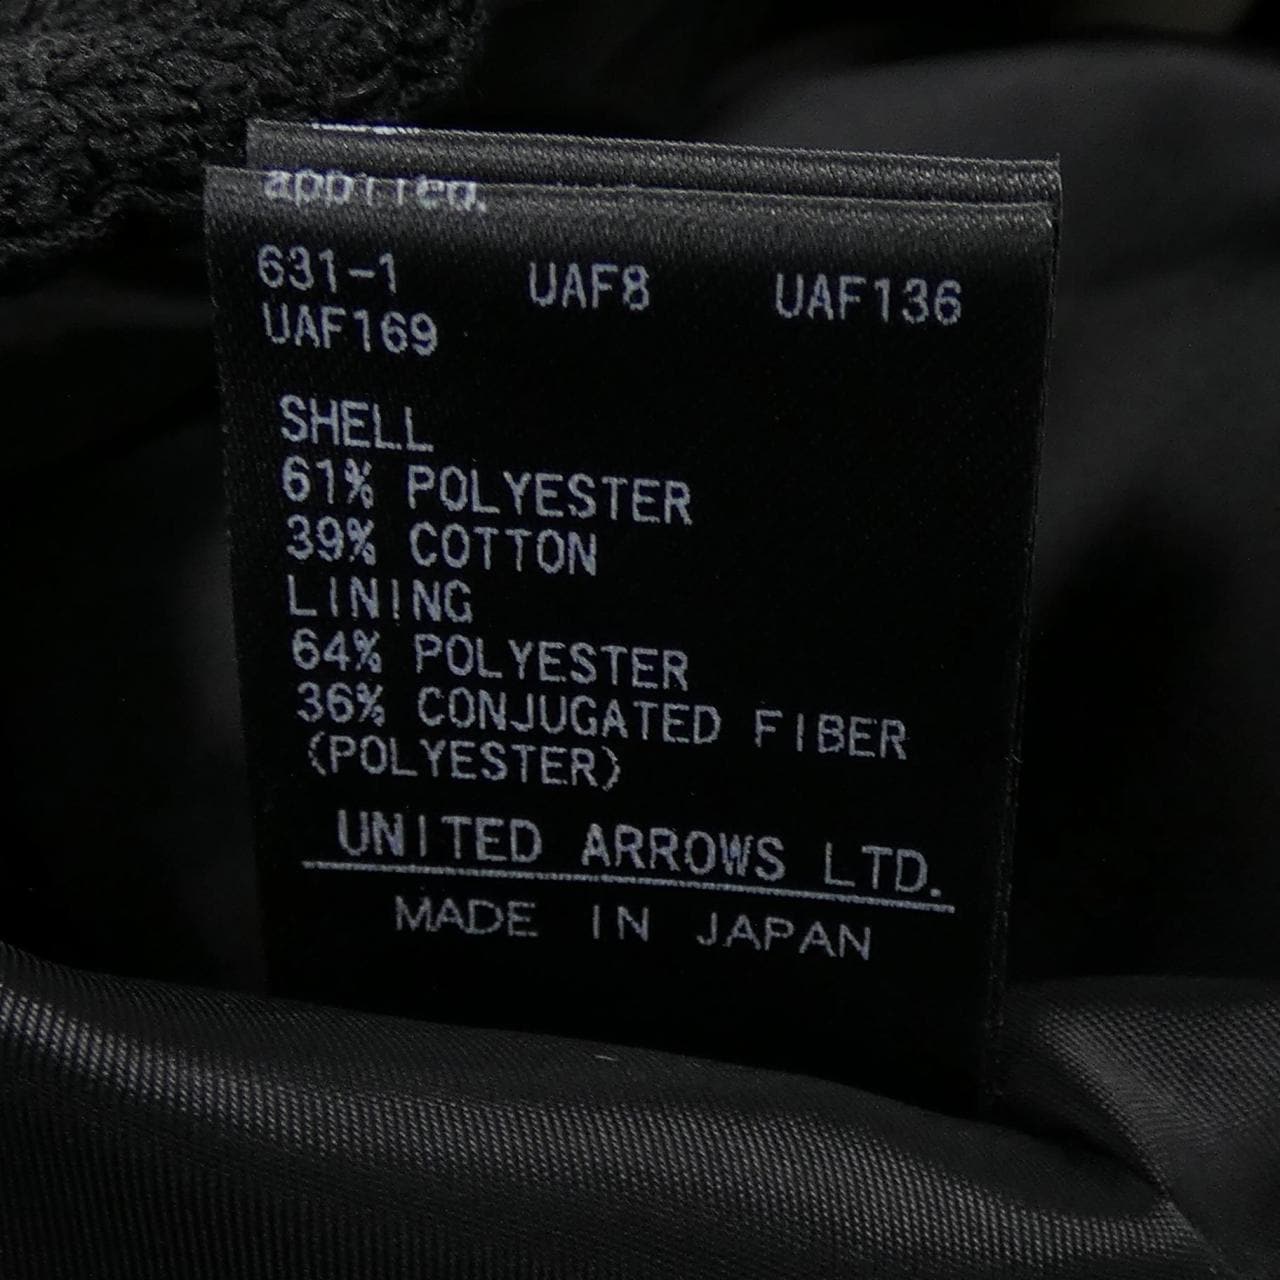 applied.
631-1 UAF8 UAF136
UAF169
SHELL
61% POLYESTER
39% COTTON
LINING
64% POLYESTER
36% CONJUGATED FIBER
(POLYESTER)
UNITED ARROWS LTD.
MADE IN JAPAN